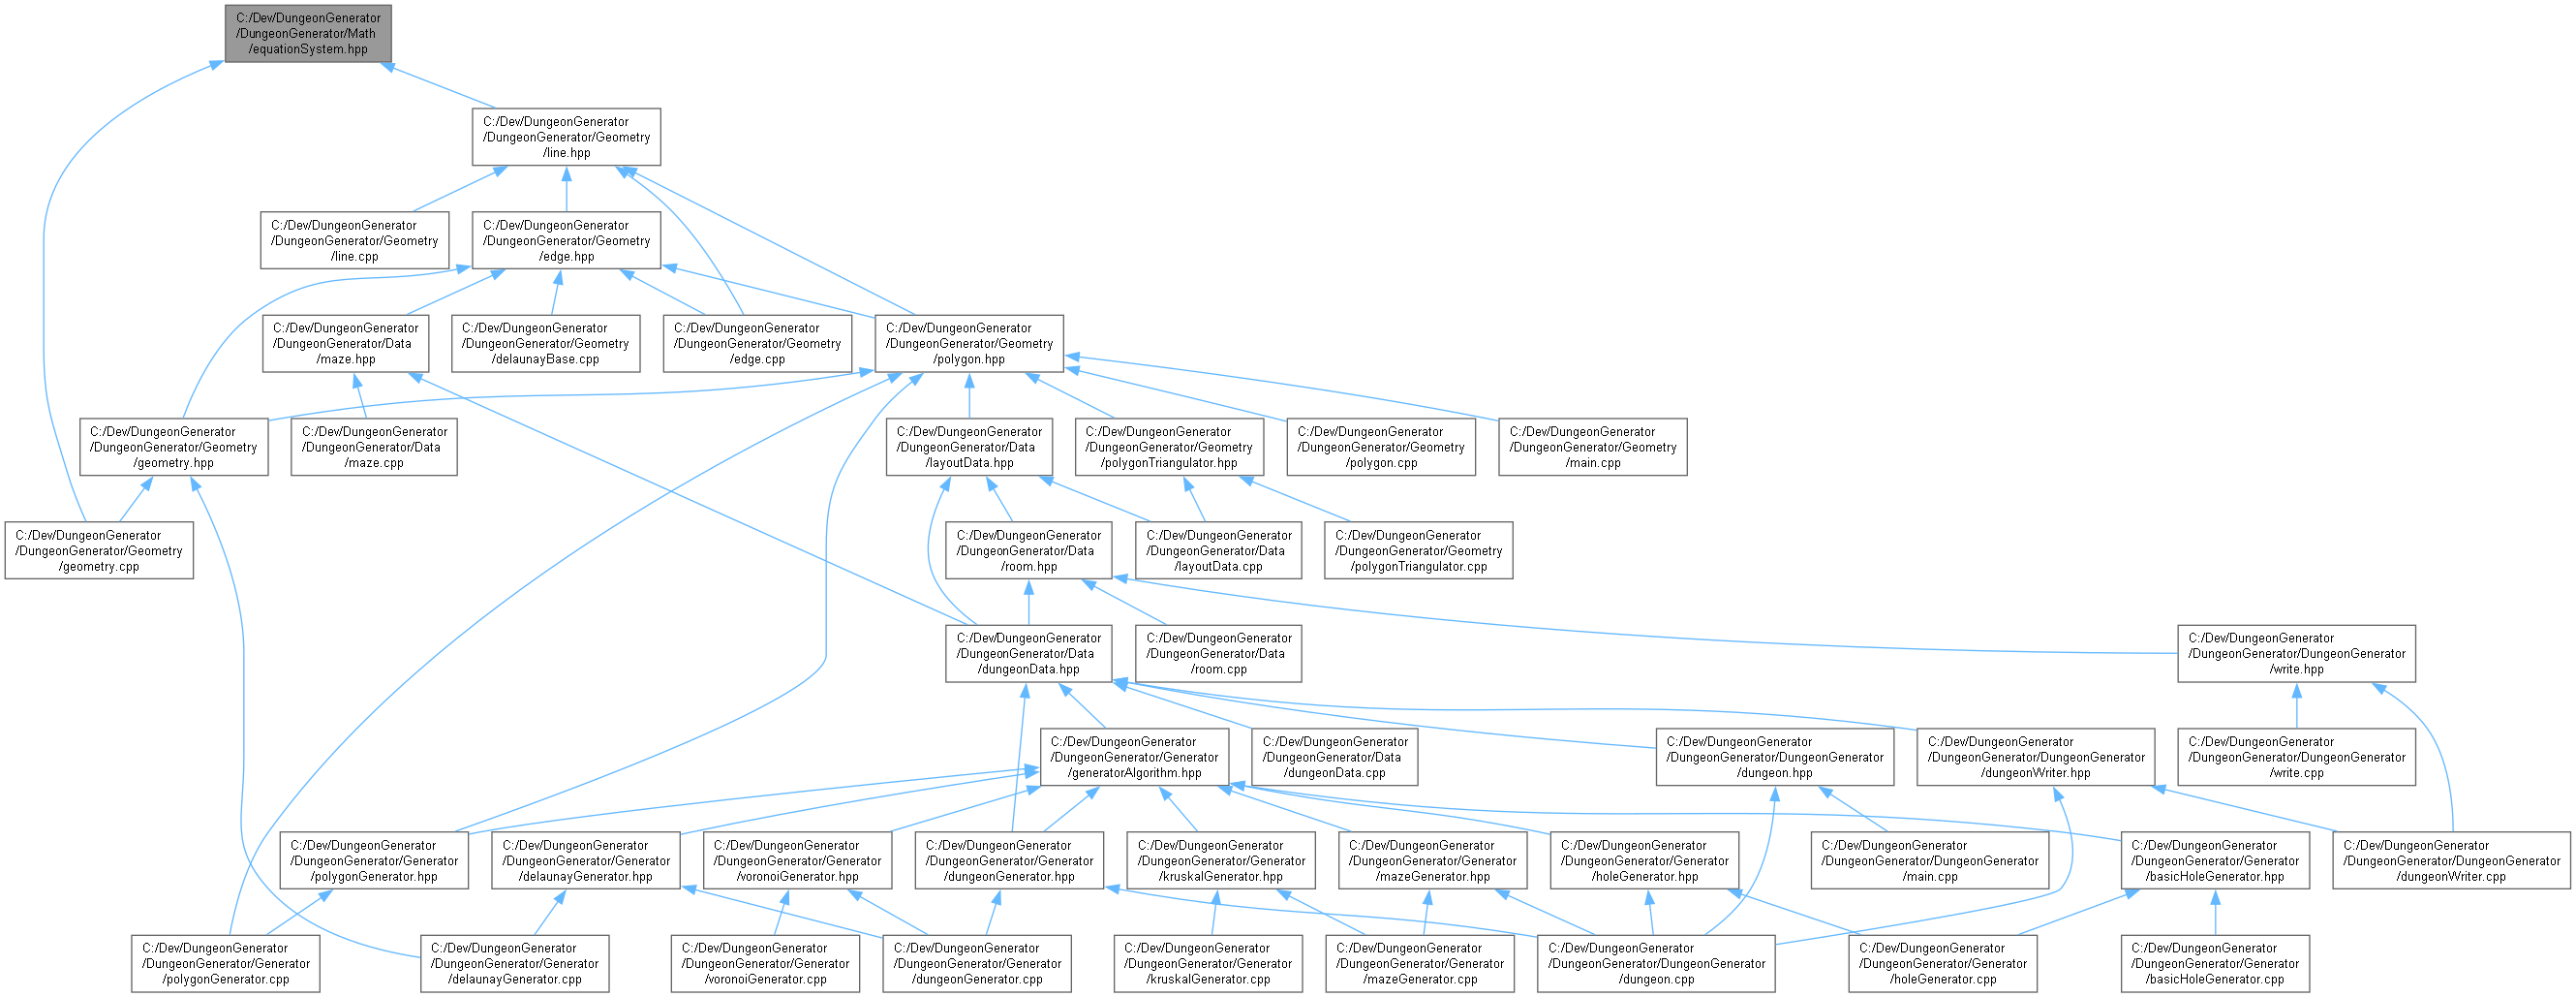 C:/Dev/DungeonGenerator
/DungeonGenerator/Math
/equationSystem.hpp
C:/Dev/DungeonGenerator
/DungeonGenerator/Geometry
/line.hpp
C:/Dev/DungeonGenerator
/DungeonGenerator/Geometry
/line.cpp
C:/Dev/DungeonGenerator
/DungeonGenerator/Geometry
/edge.hpp
C:/Dev/DungeonGenerator
/DungeonGenerator/Data
/maze.hpp
C:/Dev/DungeonGenerator
/DungeonGenerator/Geometry
/delaunayBase.cpp
C:/Dev/DungeonGenerator
/DungeonGenerator/Geometry
/edge.cpp
C:/Dev/DungeonGenerator
/DungeonGenerator/Geometry
/polygon.hpp
C:/Dev/DungeonGenerator
/DungeonGenerator/Geometry
/geometry.hpp
C:/Dev/DungeonGenerator
/DungeonGenerator/Data
/maze.cpp
C:/Dev/DungeonGenerator
/DungeonGenerator/Data
/layoutData.hpp
C:/Dev/DungeonGenerator
/DungeonGenerator/Geometry
/polygonTriangulator.hpp
C:/Dev/DungeonGenerator
/DungeonGenerator/Geometry
/polygon.cpp
C:/Dev/DungeonGenerator
/DungeonGenerator/Geometry
/main.cpp
C:/Dev/DungeonGenerator
/DungeonGenerator/Geometry
/geometry.cpp
C:/Dev/DungeonGenerator
/DungeonGenerator/Data
/room.hpp
C:/Dev/DungeonGenerator
/DungeonGenerator/Data
/layoutData.cpp
C:/Dev/DungeonGenerator
/DungeonGenerator/Geometry
/polygonTriangulator.cpp
C:/Dev/DungeonGenerator
/DungeonGenerator/Data
/dungeonData.hpp
C:/Dev/DungeonGenerator
/DungeonGenerator/Data
/room.cpp
C:/Dev/DungeonGenerator
/DungeonGenerator/DungeonGenerator
/write.hpp
C:/Dev/DungeonGenerator
/DungeonGenerator/Generator
/generatorAlgorithm.hpp
C:/Dev/DungeonGenerator
/DungeonGenerator/Data
/dungeonData.cpp
C:/Dev/DungeonGenerator
/DungeonGenerator/DungeonGenerator
/dungeon.hpp
C:/Dev/DungeonGenerator
/DungeonGenerator/DungeonGenerator
/dungeonWriter.hpp
C:/Dev/DungeonGenerator
/DungeonGenerator/DungeonGenerator
/write.cpp
C:/Dev/DungeonGenerator
/DungeonGenerator/Generator
/polygonGenerator.hpp
C:/Dev/DungeonGenerator
/DungeonGenerator/Generator
/delaunayGenerator.hpp
C:/Dev/DungeonGenerator
/DungeonGenerator/Generator
/voronoiGenerator.hpp
C:/Dev/DungeonGenerator
/DungeonGenerator/Generator
/dungeonGenerator.hpp
C:/Dev/DungeonGenerator
/DungeonGenerator/Generator
/kruskalGenerator.hpp
C:/Dev/DungeonGenerator
/DungeonGenerator/Generator
/mazeGenerator.hpp
C:/Dev/DungeonGenerator
/DungeonGenerator/Generator
/holeGenerator.hpp
C:/Dev/DungeonGenerator
/DungeonGenerator/DungeonGenerator
/main.cpp
C:/Dev/DungeonGenerator
/DungeonGenerator/Generator
/basicHoleGenerator.hpp
C:/Dev/DungeonGenerator
/DungeonGenerator/DungeonGenerator
/dungeonWriter.cpp
C:/Dev/DungeonGenerator
/DungeonGenerator/Generator
/polygonGenerator.cpp
C:/Dev/DungeonGenerator
/DungeonGenerator/Generator
/delaunayGenerator.cpp
C:/Dev/DungeonGenerator
/DungeonGenerator/Generator
/voronoiGenerator.cpp
C:/Dev/DungeonGenerator
/DungeonGenerator/Generator
/dungeonGenerator.cpp
C:/Dev/DungeonGenerator
/DungeonGenerator/Generator
/kruskalGenerator.cpp
C:/Dev/DungeonGenerator
/DungeonGenerator/Generator
/mazeGenerator.cpp
C:/Dev/DungeonGenerator
/DungeonGenerator/DungeonGenerator
/dungeon.cpp
C:/Dev/DungeonGenerator
/DungeonGenerator/Generator
/holeGenerator.cpp
C:/Dev/DungeonGenerator
/DungeonGenerator/Generator
/basicHoleGenerator.cpp